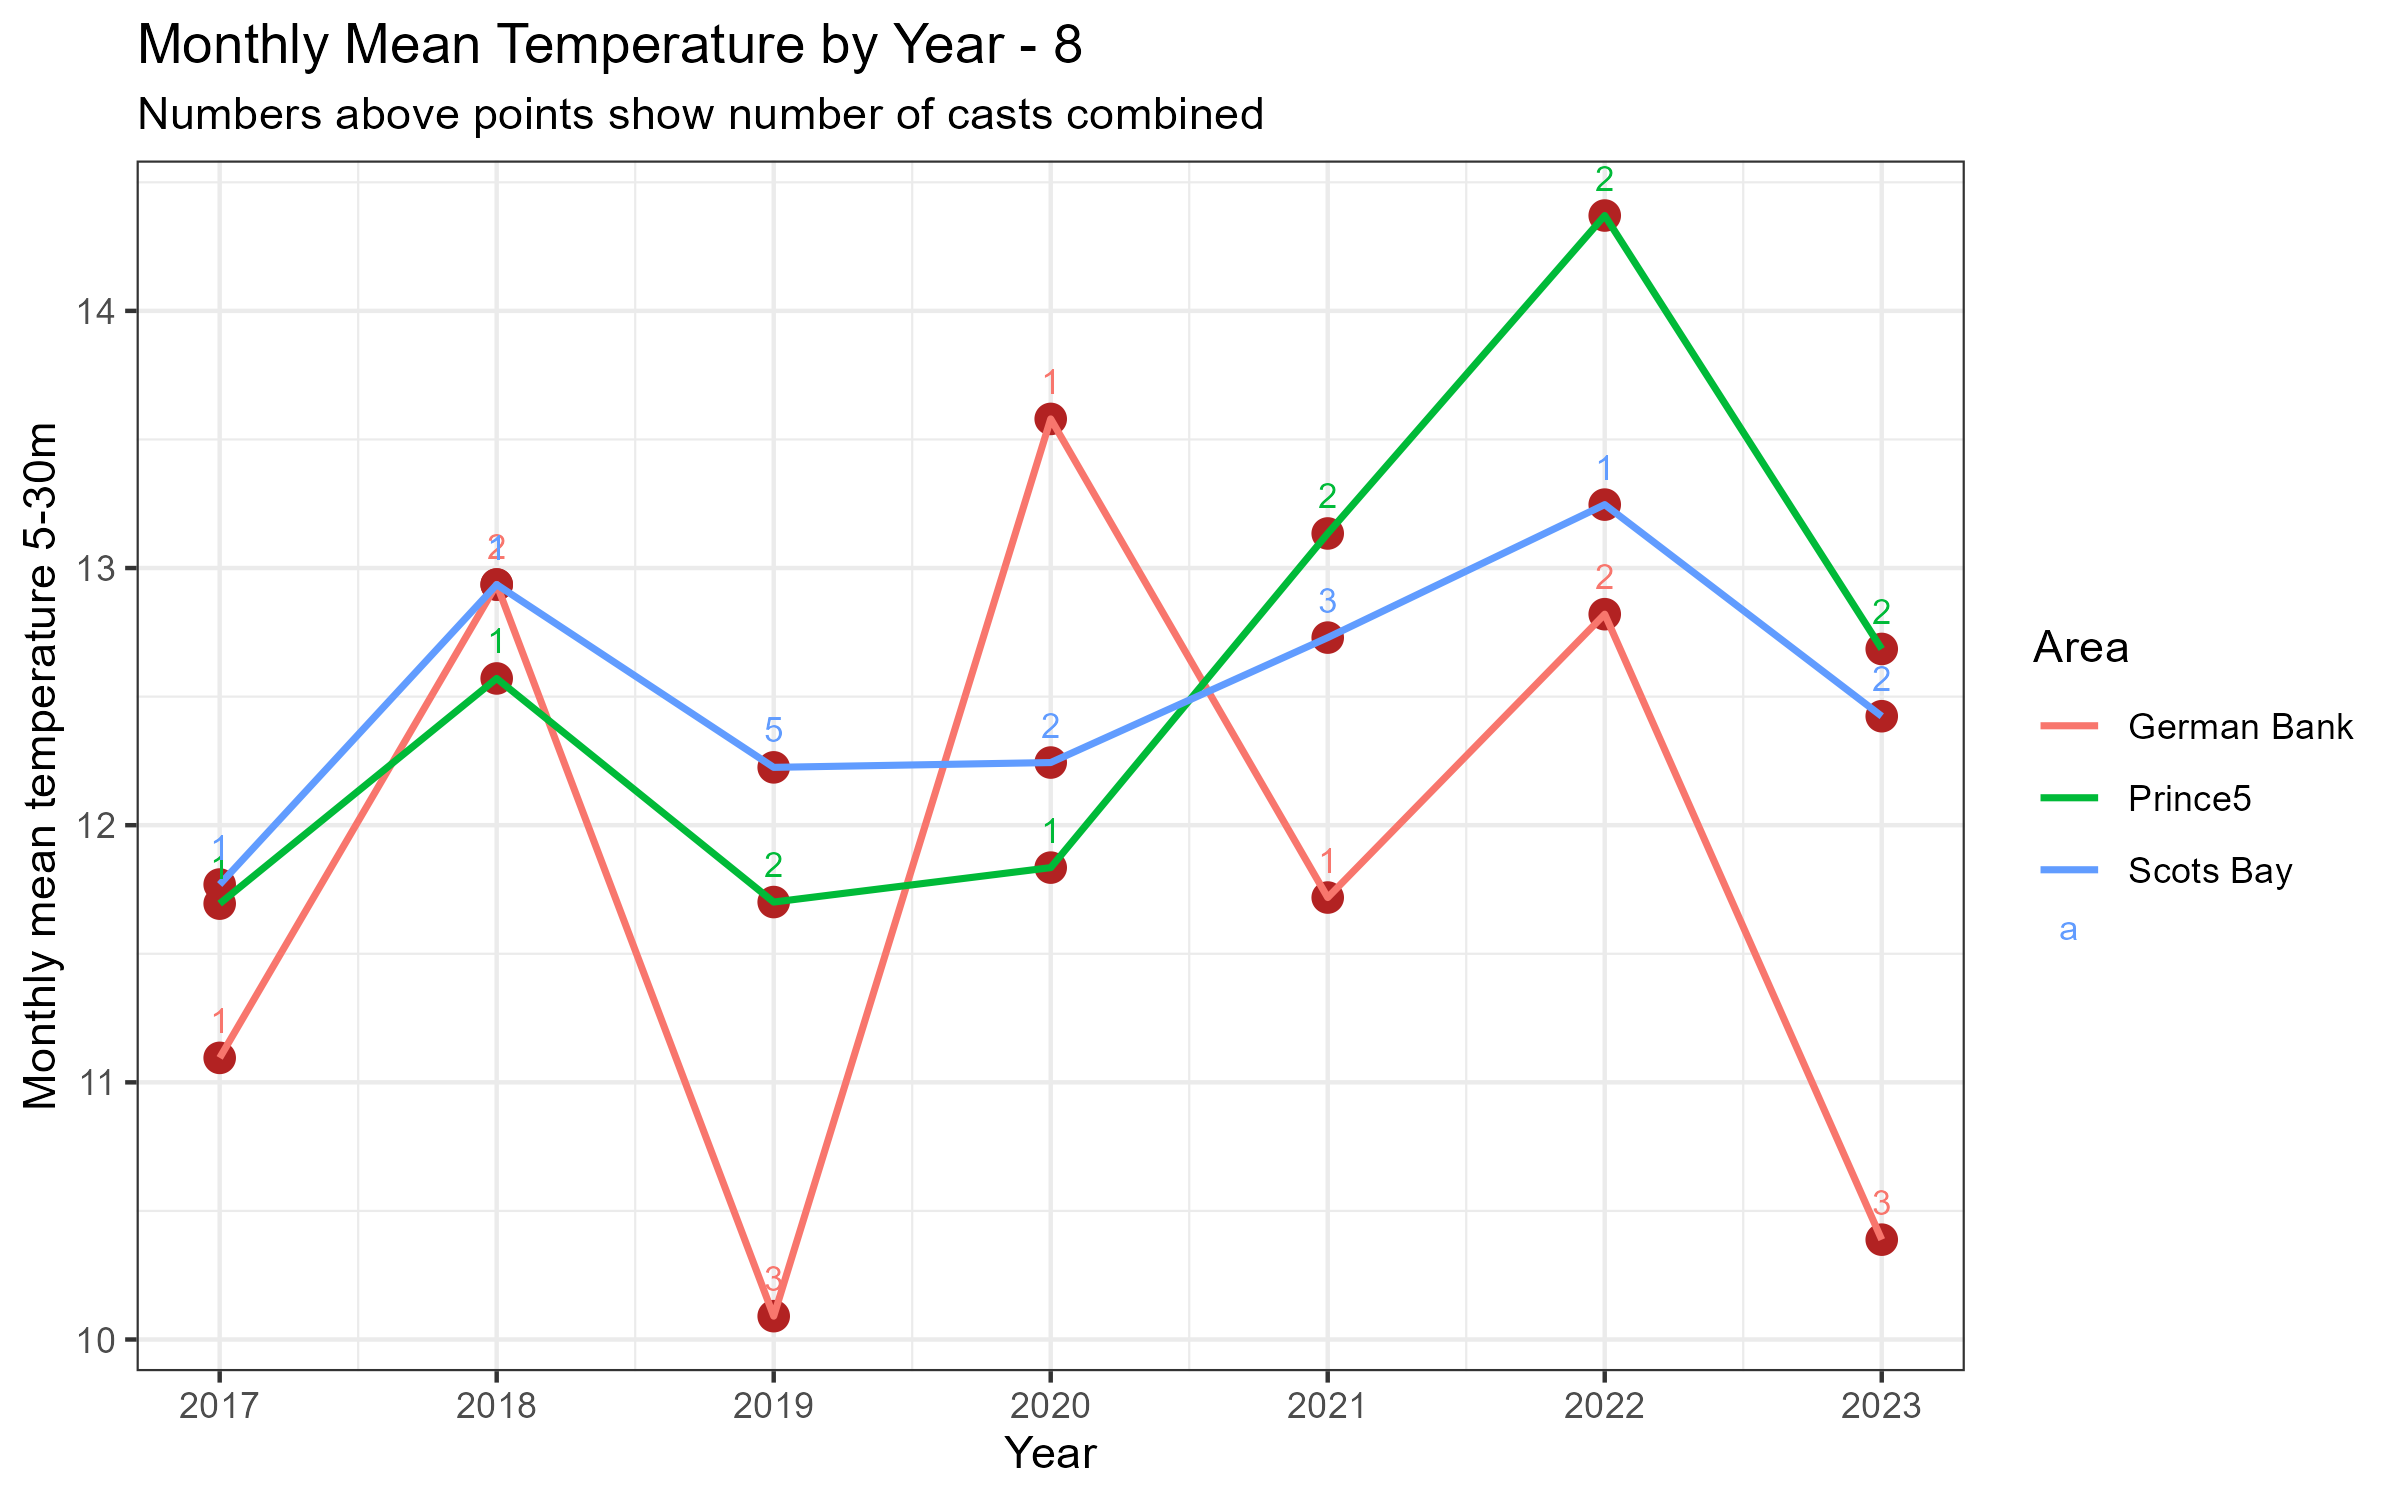 Monthly Mean Temperature by Year - 8
Numbers above points show number of casts combined
Monthly mean temperature 5-30m
14
13
12
11
10
2
1
2
1
1
2
2
3
2
1
1
5
2
2
1
1
1
2
1
1
3
3
2017 2018 2019 2020 2021 2022 2023
Year
Area
German Bank
Prince5
Scots Bay
a